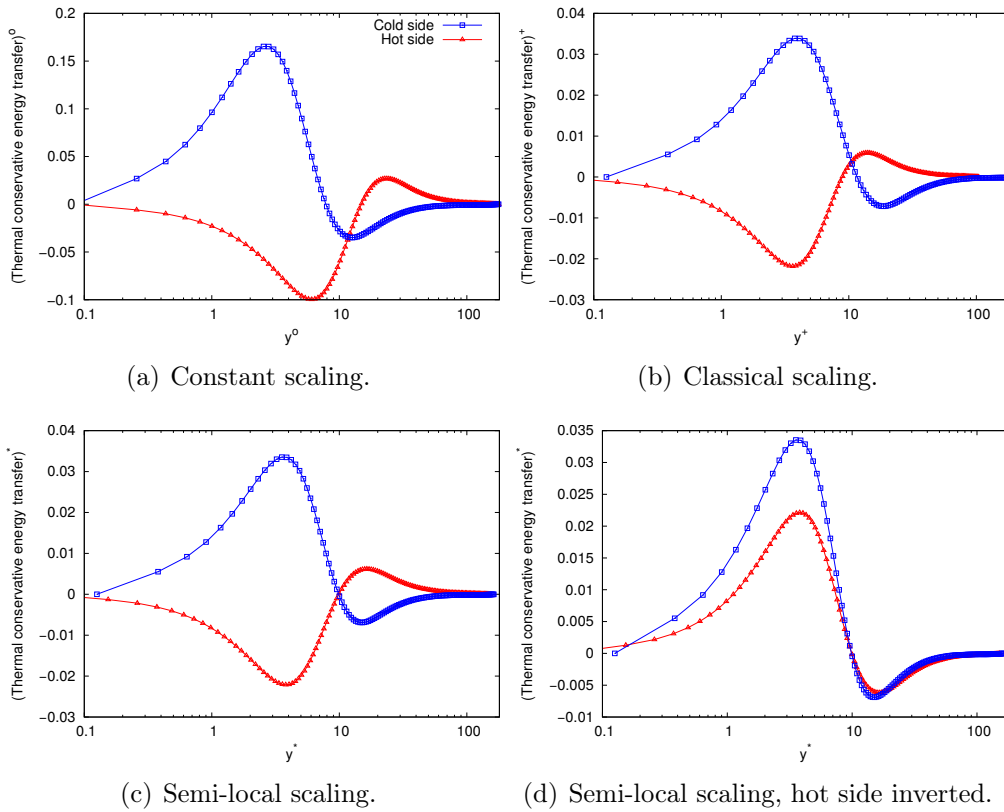 (Thermal conservative energy transfer)°
0.2
0.15
0.1
0.05
0
−0.05
−0.1
0.1 1 10 100
y°
Cold side
Hot side
(a) Constant scaling.
(Thermal conservative energy transfer)⁺
0.04
0.03
0.02
0.01
0
−0.01
−0.02
−0.03
0.1 1 10 100
y⁺
(b) Classical scaling.
(Thermal conservative energy transfer)*
0.04
0.03
0.02
0.01
0
−0.01
−0.02
−0.03
0.1 1 10 100
y*
(c) Semi-local scaling.
(Thermal conservative energy transfer)*
0.035
0.03
0.025
0.02
0.015
0.01
0.005
0
−0.005
−0.01
0.1 1 10 100
y*
(d) Semi-local scaling, hot side inverted.